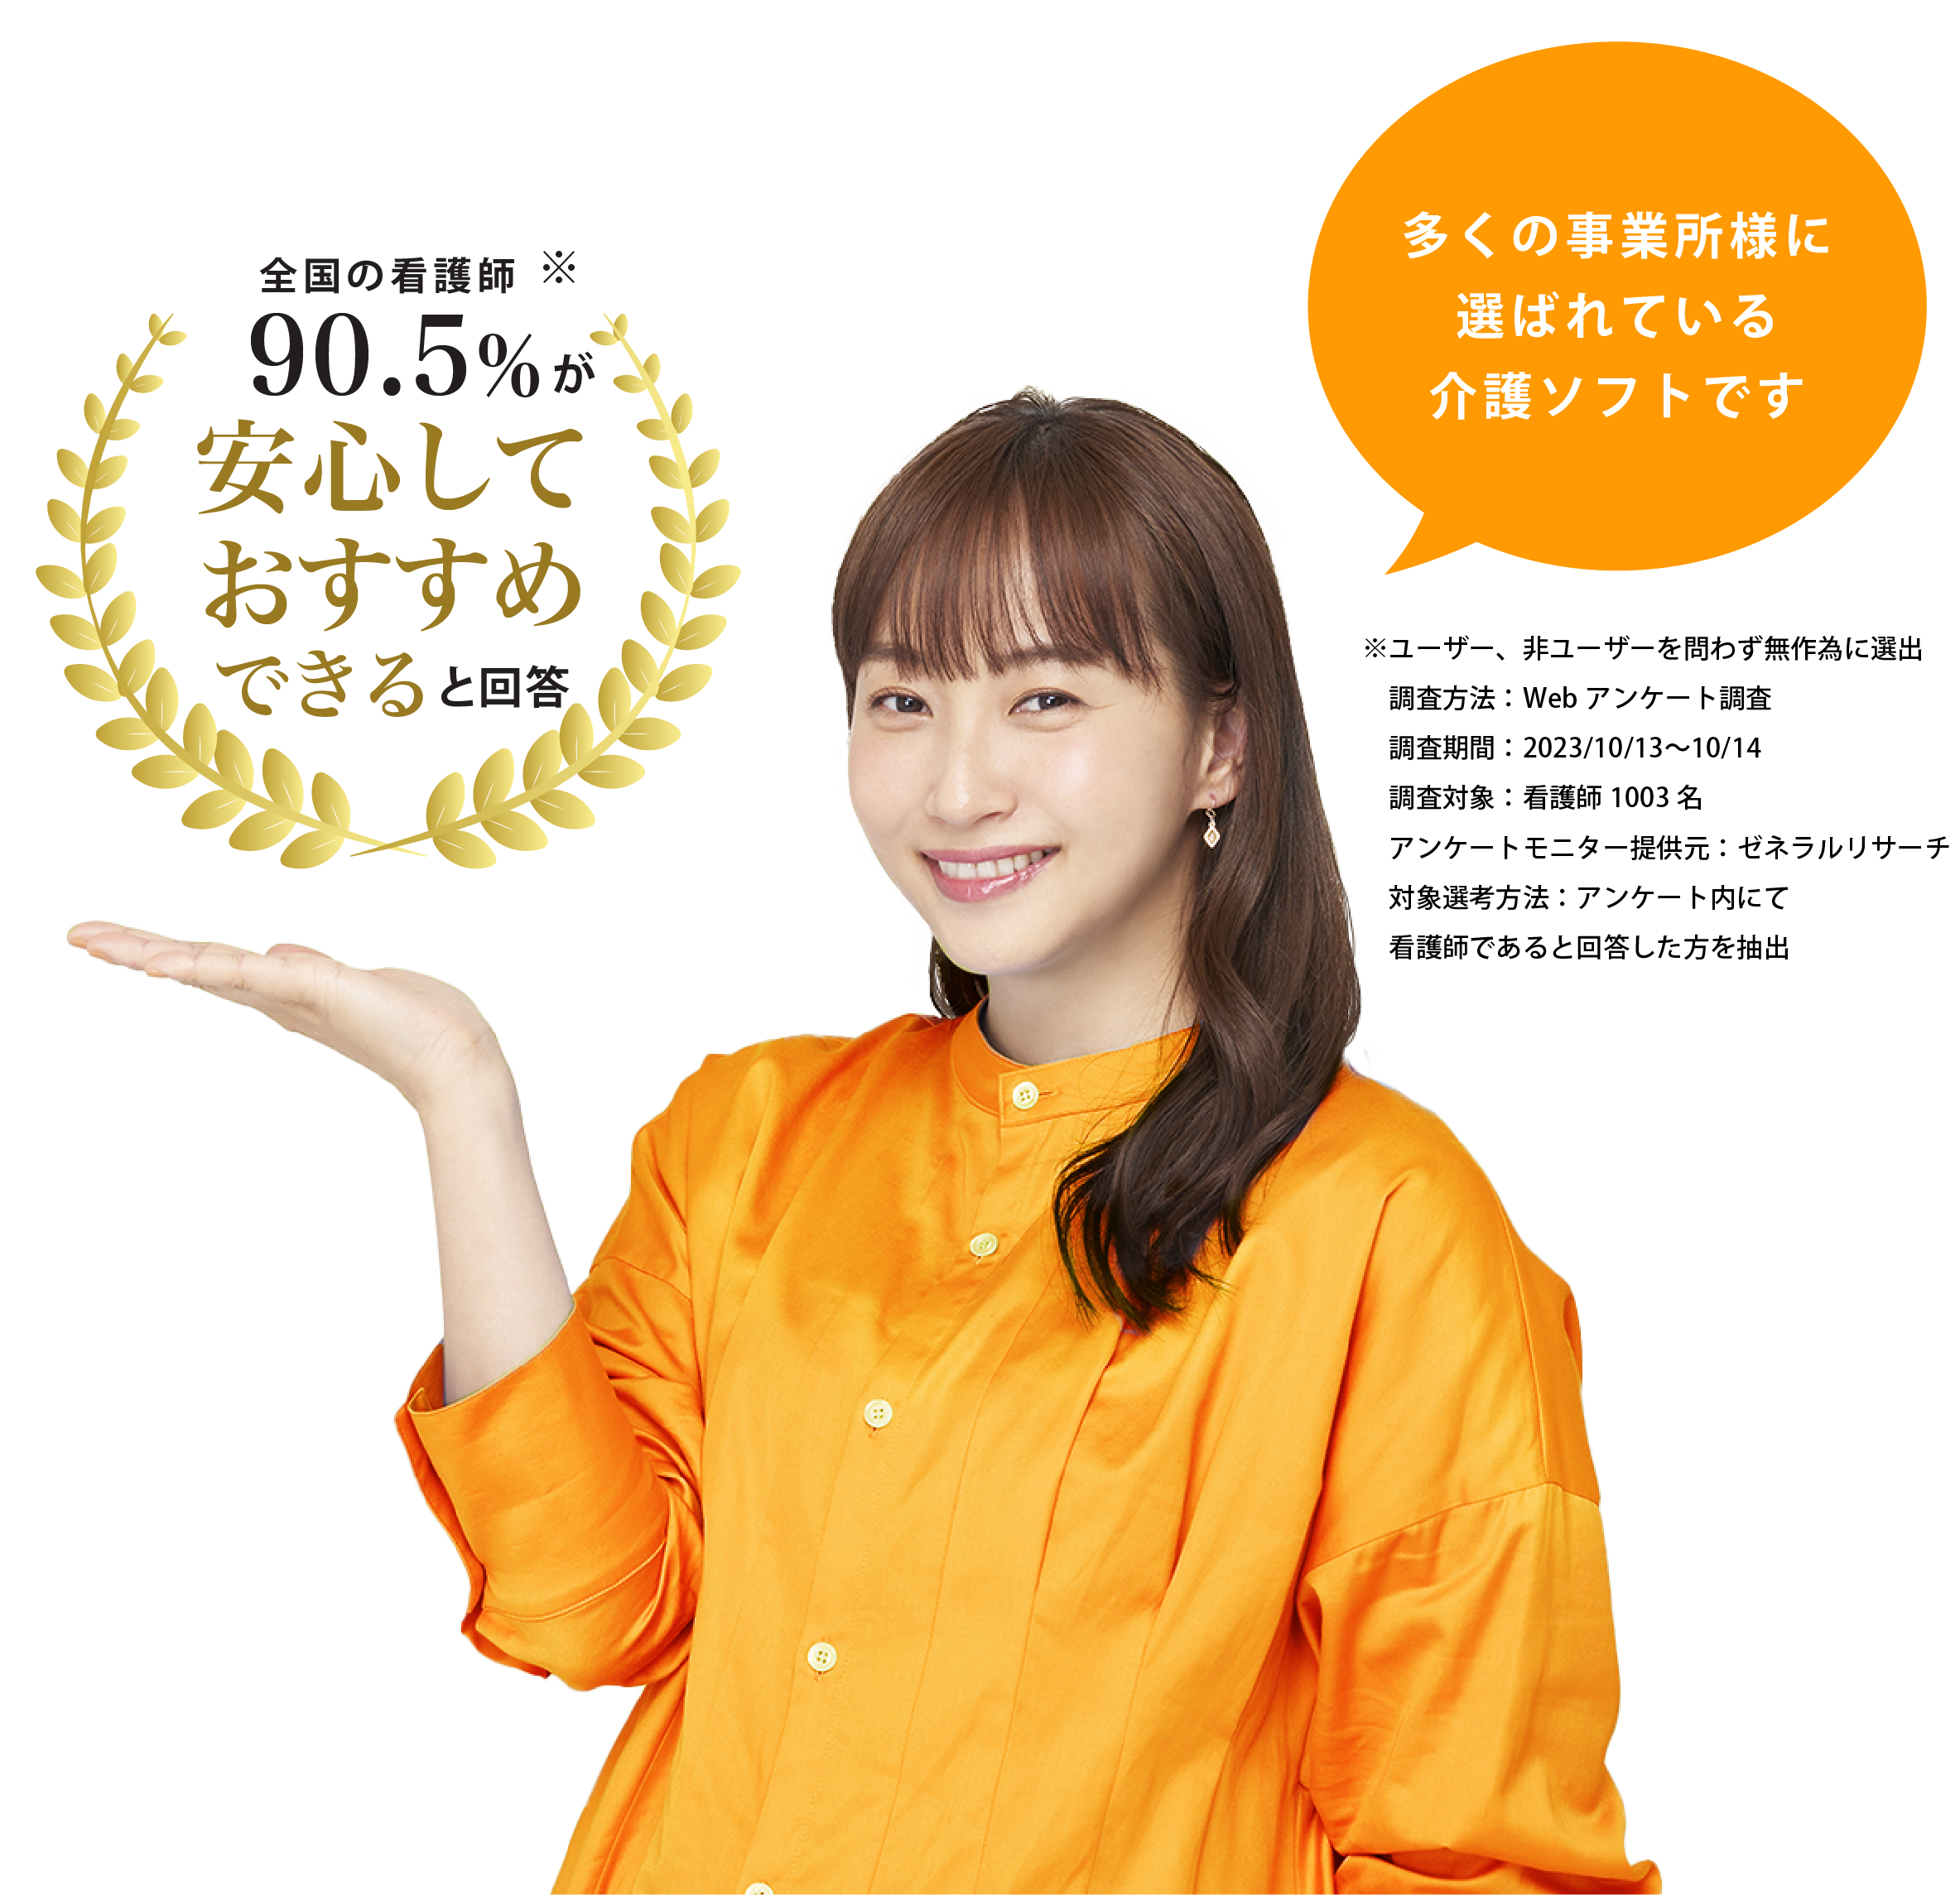 全国の看護師 ※
90.5%が
安心して
おすすめ
できると回答
多くの事業所様に
選ばれている
介護ソフトです
※ユーザー、非ユーザーを問わず無作為に選出
調査方法：Web アンケート調査
調査期間：2023/10/13〜10/14
調査対象：看護師 1003 名
アンケートモニター提供元：ゼネラルリサーチ
対象選考方法：アンケート内にて
看護師であると回答した方を抽出